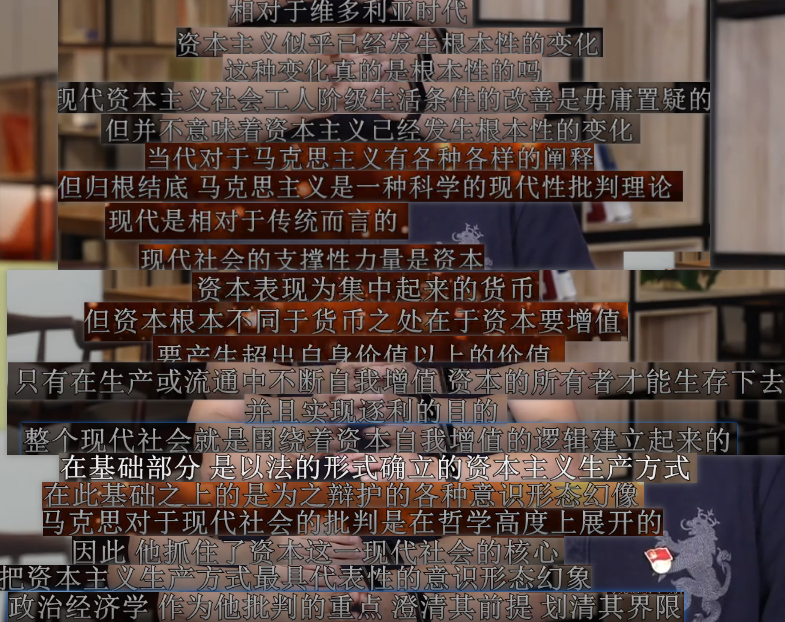 相对于维多利亚时代
资本主义似乎已经发生根本性的变化
这种变化真的是根本性的吗
现代资本主义社会工人阶级生活条件的改善是毋庸置疑的
但并不意味着资本主义已经发生根本性的变化
当代对于马克思主义有各种各样的阐释
但归根结底 马克思主义是一种科学的现代性批判理论
现代是相对于传统而言的
现代社会的支撑性力量是资本
资本表现为集中起来的货币
但资本根本不同于货币之处在于资本要增值
要产生超出自身价值以上的价值
只有在生产或流通中不断自我增值 资本的所有者才能生存下去
并且实现逐利的目的
整个现代社会就是围绕着资本自我增值的逻辑建立起来的
在基础部分 是以法的形式确立的资本主义生产方式
在此基础之上的是为之辩护的各种意识形态幻像
马克思对于现代社会的批判是在哲学高度上展开的
因此 他抓住了资本这一现代社会的核心
把资本主义生产方式最具代表性的意识形态幻象
政治经济学 作为他批判的重点 澄清其前提 划清其界限